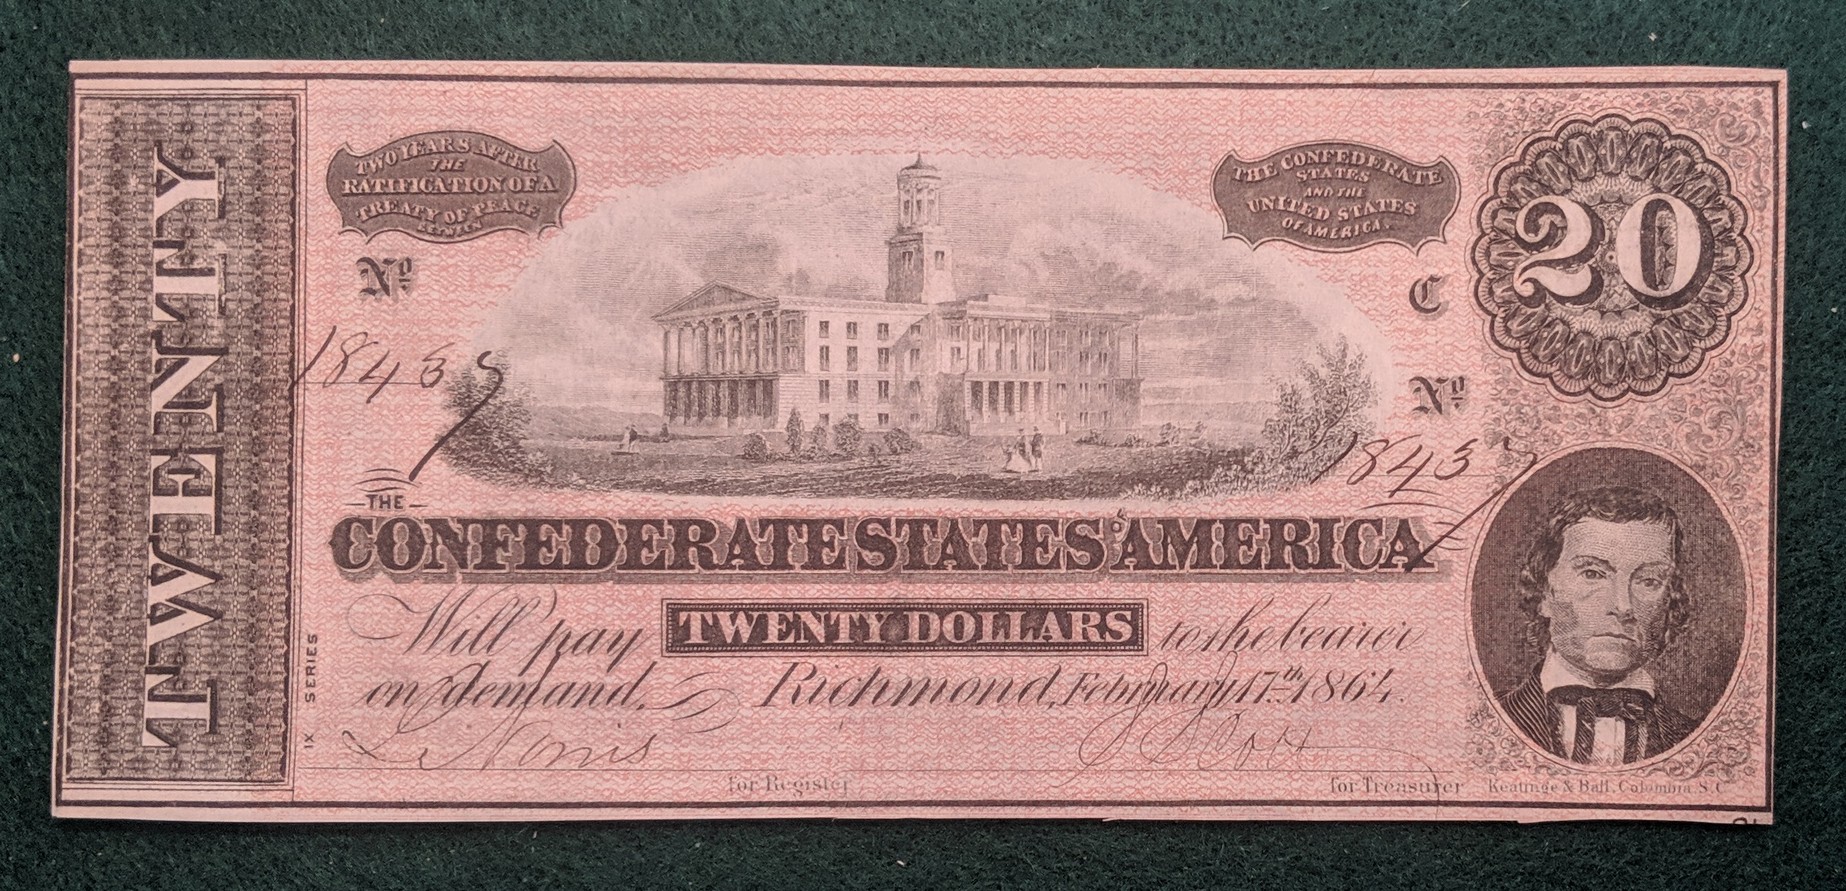 TWENTY
TWO YEARS AFTER
THE
RATIFICATION OF A
TREATY OF PEACE
BETWEEN
THE CONFEDERATE
STATES
AND THE
UNITED STATES
OF AMERICA.
20
No
C
No
THE
CONFEDERATE STATES OF AMERICA
Will pay TWENTY DOLLARS to the bearer
on demand. Richmond, February 17th, 1864.
IX SERIES
for Register
for Treasurer
Keatinge & Ball, Columbia, S.C.